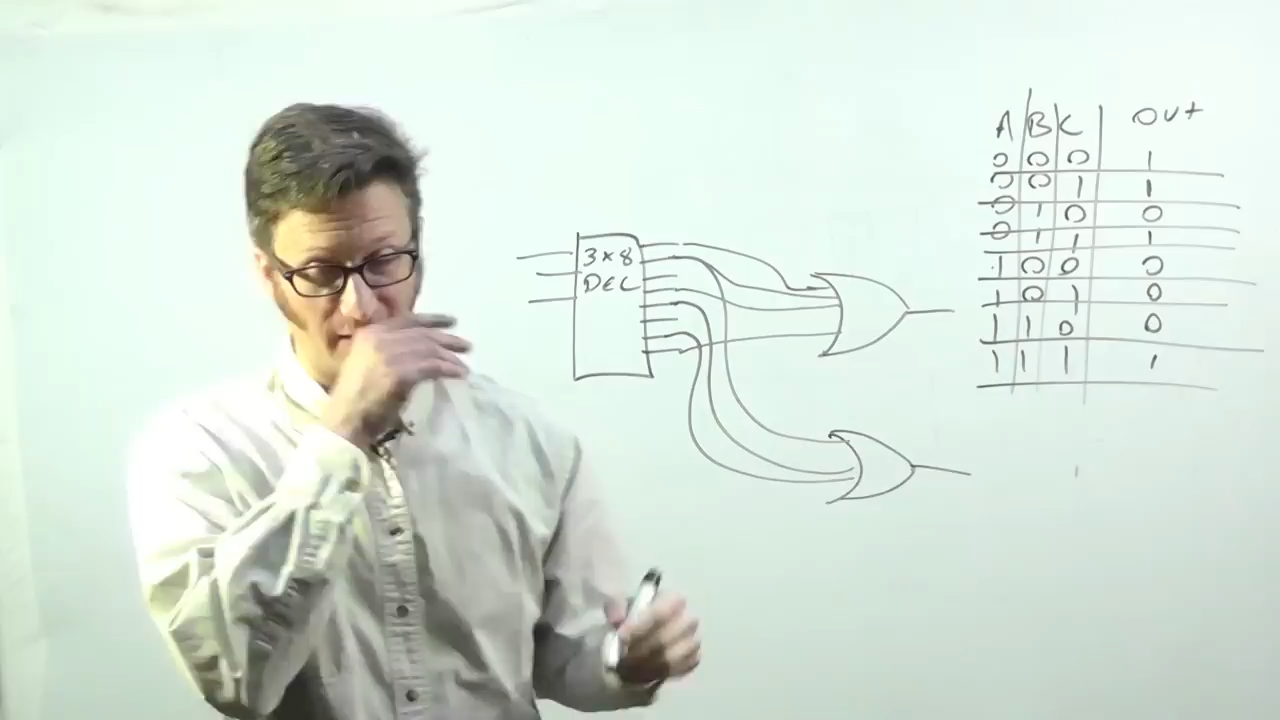 3×8
DEC
A B C OUT
0 0 0 1
0 0 1 1
0 1 0 0
0 1 1 1
1 0 0 0
1 0 1 0
1 1 0 0
1 1 1 1